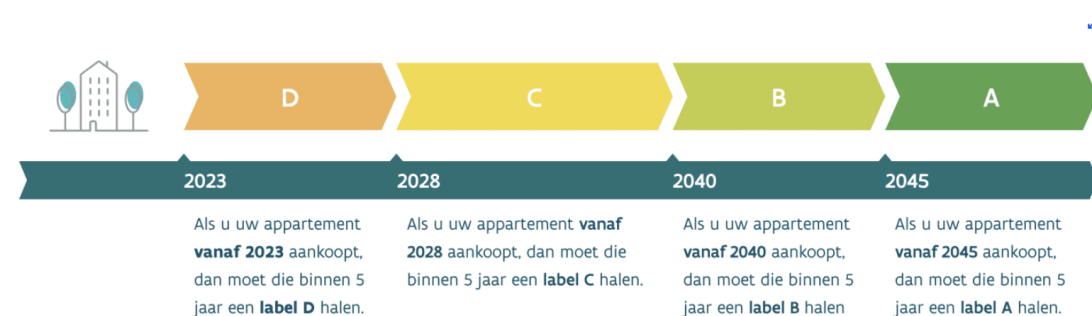 D
C
B
A
2023
2028
2040
2045
Als u uw appartement
vanaf 2023 aankoopt,
dan moet die binnen 5
jaar een label D halen.
Als u uw appartement vanaf
2028 aankoopt, dan moet die
binnen 5 jaar een label C halen.
Als u uw appartement
vanaf 2040 aankoopt,
dan moet die binnen 5
jaar een label B halen
Als u uw appartement
vanaf 2045 aankoopt,
dan moet die binnen 5
jaar een label A halen.